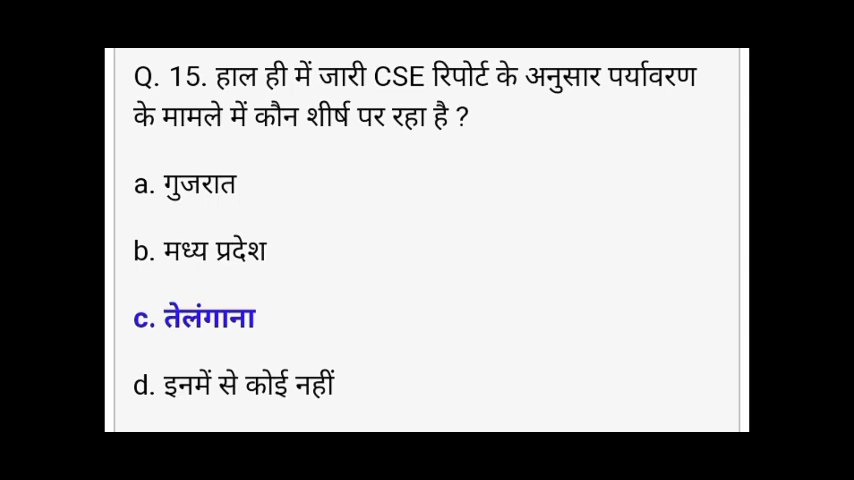 Q. 15. हाल ही में जारी CSE रिपोर्ट के अनुसार पर्यावरण
के मामले में कौन शीर्ष पर रहा है ?
a. गुजरात
b. मध्य प्रदेश
c. तेलंगाना
d. इनमें से कोई नहीं